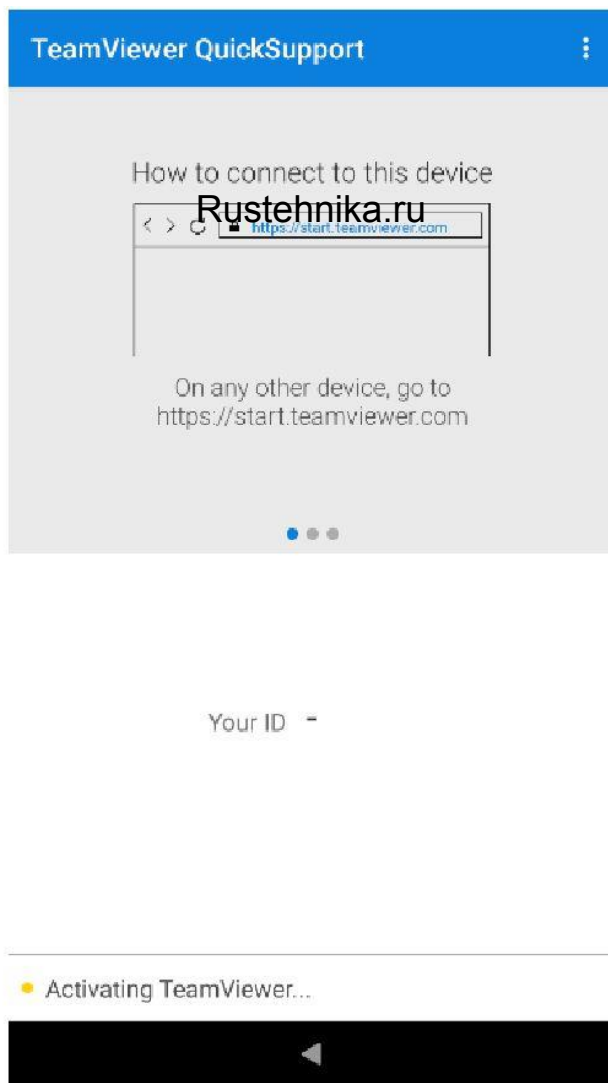 TeamViewer QuickSupport
How to connect to this device
Rustehnika.ru
https://start.teamviewer.com
On any other device, go to
https://start.teamviewer.com
Your ID -
Activating TeamViewer...